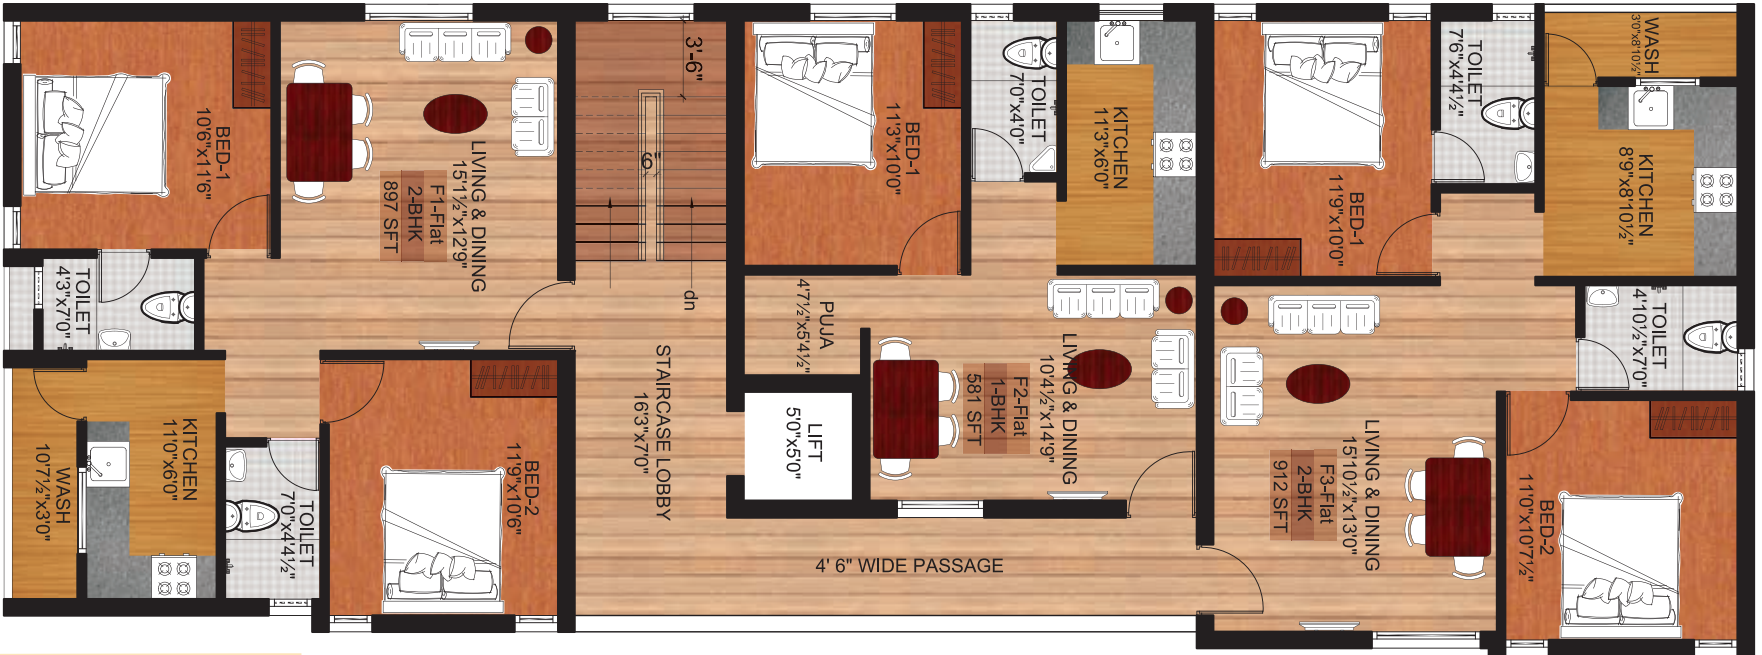 BED-1
10'6"x11'6"
LIVING & DINING
15'1½"x12'9"
F1-Flat
2-BHK
897 SFT
TOILET
4'3"x7'0"
KITCHEN
11'0"x6'0"
WASH
10'7½"x3'0"
TOILET
7'0"x4'4½"
BED-2
11'9"x10'6"
3'-6"
6"
dn
STAIRCASE LOBBY
16'3"x7'0"
LIFT
5'0"x5'0"
PUJA
4'7½"x5'4½"
BED-1
11'3"x10'0"
TOILET
7'0"x4'0"
KITCHEN
11'3"x6'0"
LIVING & DINING
10'4½"x14'9"
F2-Flat
1-BHK
581 SFT
4' 6" WIDE PASSAGE
BED-1
11'9"x10'0"
TOILET
7'6"x4'4½"
WASH
3'0"x8'10½"
KITCHEN
8'9"x8'10½"
TOILET
4'10½"x7'0"
LIVING & DINING
15'10½"x13'0"
F3-Flat
2-BHK
912 SFT
BED-2
11'0"x10'7½"